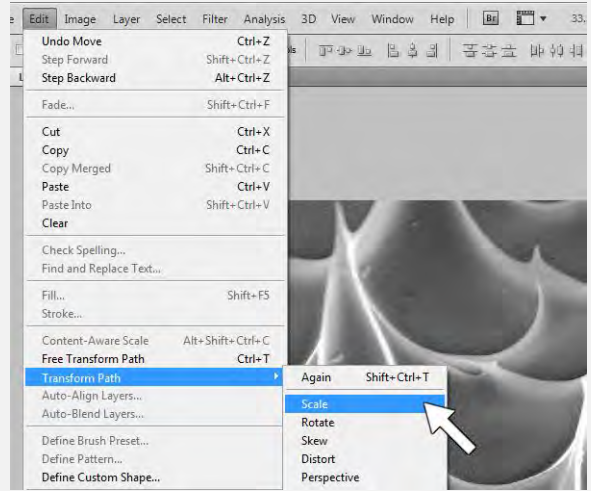 Edit Image Layer Select Filter Analysis 3D View Window Help Br 33.
Undo Move Ctrl+Z
Step Forward Shift+Ctrl+Z
Step Backward Alt+Ctrl+Z
Fade... Shift+Ctrl+F
Cut Ctrl+X
Copy Ctrl+C
Copy Merged Shift+Ctrl+C
Paste Ctrl+V
Paste Into Shift+Ctrl+V
Clear
Check Spelling...
Find and Replace Text...
Fill... Shift+F5
Stroke...
Content-Aware Scale Alt+Shift+Ctrl+C
Free Transform Path Ctrl+T
Transform Path
Again Shift+Ctrl+T
Auto-Align Layers...
Scale
Auto-Blend Layers...
Rotate
Define Brush Preset...
Skew
Define Pattern...
Distort
Define Custom Shape...
Perspective